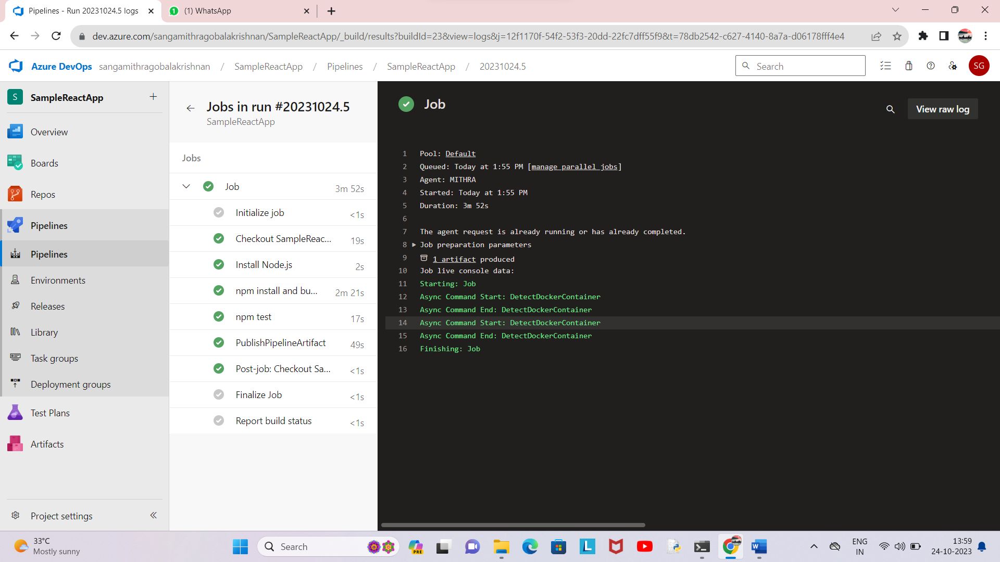 Pipelines - Run 20231024.5 logs
(1) WhatsApp
dev.azure.com/sangamithragobalakrishnan/SampleReactApp/_build/results?buildId=23&view=logs&j=12f1170f-54f2-53f3-20dd-22fc7dff55f9&t=78db2542-c627-4140-8a7a-d06178fff4e4
Azure DevOps sangamithragobalakrishnan / SampleReactApp / Pipelines / SampleReactApp / 20231024.5
Search
SG
S SampleReactApp
Overview
Boards
Repos
Pipelines
Pipelines
Environments
Releases
Library
Task groups
Deployment groups
Test Plans
Artifacts
Project settings
Jobs in run #20231024.5
SampleReactApp
Jobs
Job 3m 52s
Initialize job <1s
Checkout SampleReac... 19s
Install Node.js 2s
npm install and bu... 2m 21s
npm test 17s
PublishPipelineArtifact 49s
Post-job: Checkout Sa... <1s
Finalize Job <1s
Report build status <1s
Job
View raw log
1 Pool: Default
2 Queued: Today at 1:55 PM [manage parallel jobs]
3 Agent: MITHRA
4 Started: Today at 1:55 PM
5 Duration: 3m 52s
6
7 The agent request is already running or has already completed.
8 Job preparation parameters
9 1 artifact produced
10 Job live console data:
11 Starting: Job
12 Async Command Start: DetectDockerContainer
13 Async Command End: DetectDockerContainer
14 Async Command Start: DetectDockerContainer
15 Async Command End: DetectDockerContainer
16 Finishing: Job
33°C
Mostly sunny
Search
PRE
L
W
ENG
IN
13:59
24-10-2023